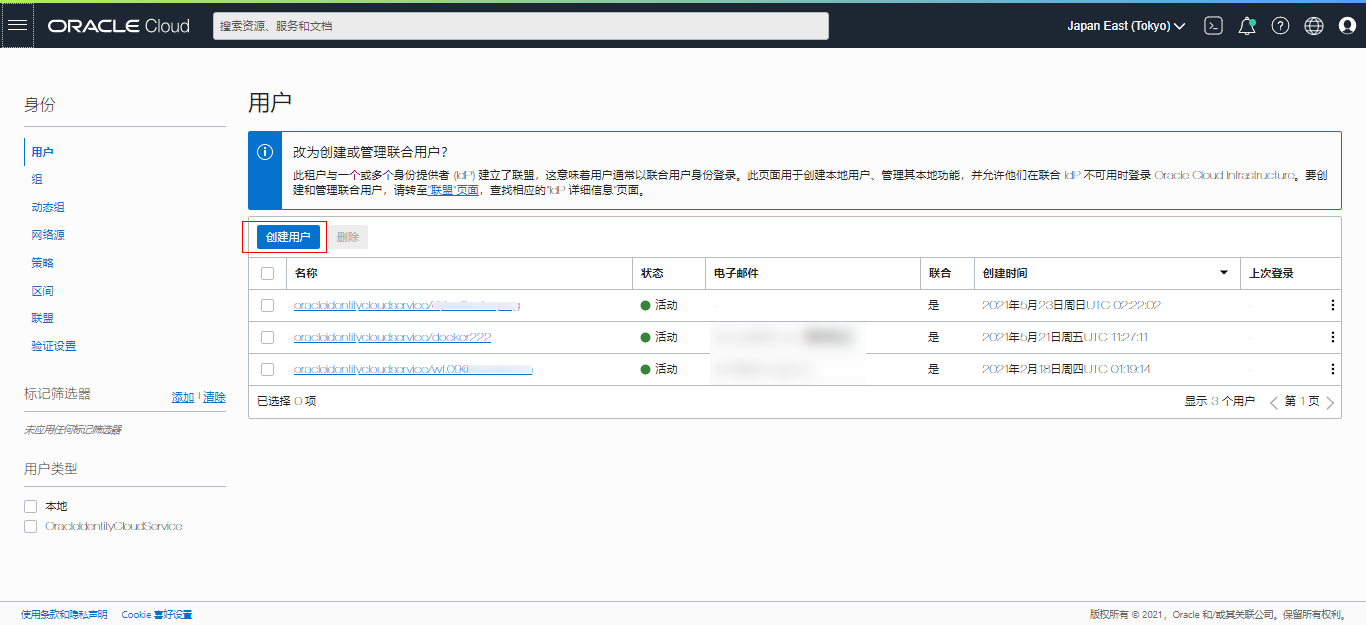 ORACLE Cloud
搜索资源、服务和文档
Japan East (Tokyo)
身份
用户
组
动态组
网络源
策略
区间
联盟
验证设置
标记筛选器
添加 | 清除
未应用任何标记筛选器
用户类型
本地
OracleIdentityCloudService
用户
改为创建或管理联合用户?
此租户与一个或多个身份提供者 (IdP) 建立了联盟，这意味着用户通常以联合用户身份登录。此页面用于创建本地用户、管理其本地功能，并允许他们在联合 IdP 不可用时登录 Oracle Cloud Infrastructure。要创
建和管理联合用户，请转至"联盟"页面，查找相应的"IdP 详细信息"页面。
创建用户 删除
名称 状态 电子邮件 联合 创建时间 上次登录
oracleidentitycloudservice/ 活动 - 是 2021年5月23日周日UTC 02:22:02 -
oracleidentitycloudservice/docker222 活动 是 2021年5月21日周五UTC 11:27:11 -
oracleidentitycloudservice/ 活动 是 2021年2月18日周四UTC 01:19:14 -
已选择 0 项 显示 3 个用户 第 1 页
使用条款和隐私声明 Cookie 喜好设置 版权所有 © 2021，Oracle 和/或其关联公司。保留所有权利。